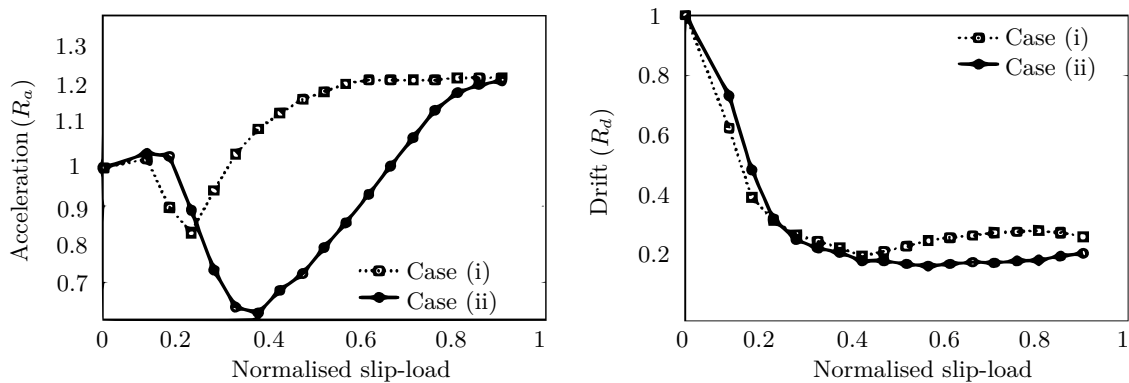 1.3
1.2
1.1
1
0.9
0.8
0.7
Acceleration (Rₐ)
Case (i)
Case (ii)
0 0.2 0.4 0.6 0.8 1
Normalised slip-load
1
0.8
0.6
0.4
0.2
Drift (R_d)
Case (i)
Case (ii)
0 0.2 0.4 0.6 0.8 1
Normalised slip-load